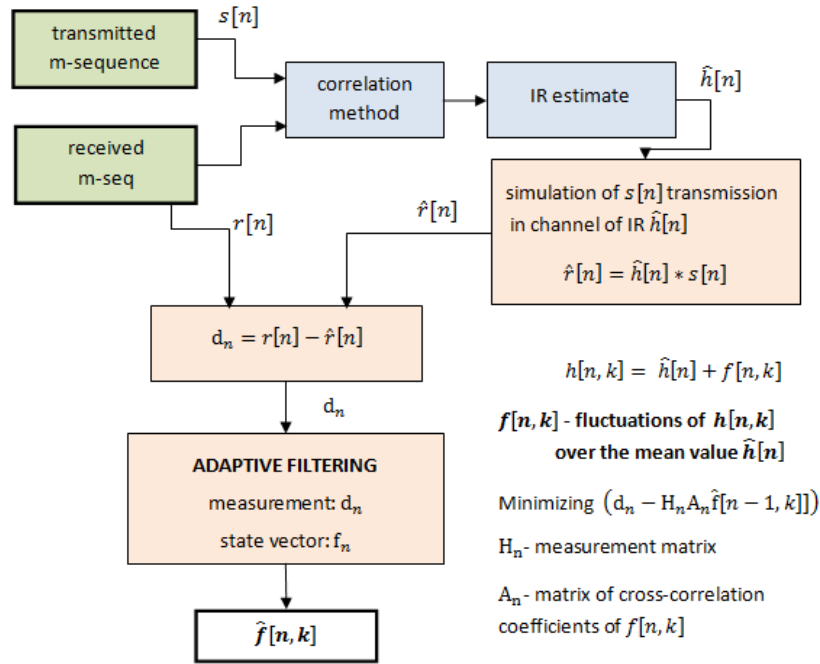 transmitted
m-sequence
s[n]
correlation
method
IR estimate
ĥ[n]
received
m-seq
r[n]
r̂[n]
simulation of s[n] transmission
in channel of IR ĥ[n]
r̂[n] = ĥ[n] * s[n]
dₙ = r[n] − r̂[n]
dₙ
h[n, k] = ĥ[n] + f[n, k]
f[n, k] - fluctuations of h[n, k]
over the mean value ĥ[n]
ADAPTIVE FILTERING
measurement: dₙ
state vector: fₙ
Minimizing (dₙ − HₙAₙf̂[n − 1, k]])
Hₙ- measurement matrix
Aₙ- matrix of cross-correlation
coefficients of f[n, k]
f̂[n, k]